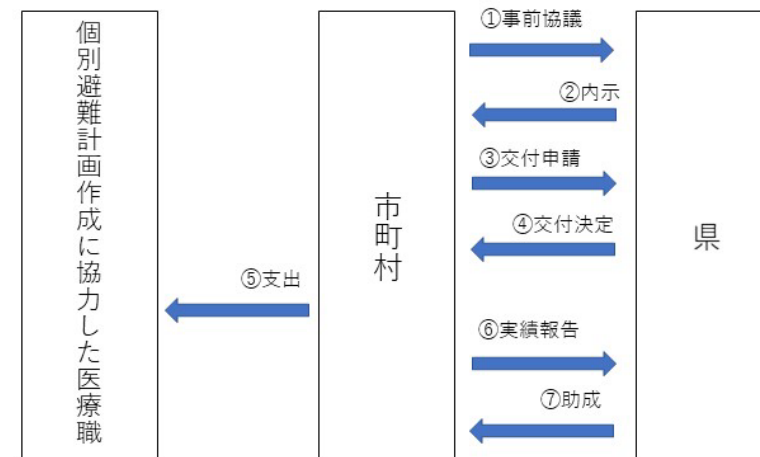 個別避難計画作成に協力した医療職
市町村
県
①事前協議
②内示
③交付申請
④交付決定
⑤支出
⑥実績報告
⑦助成